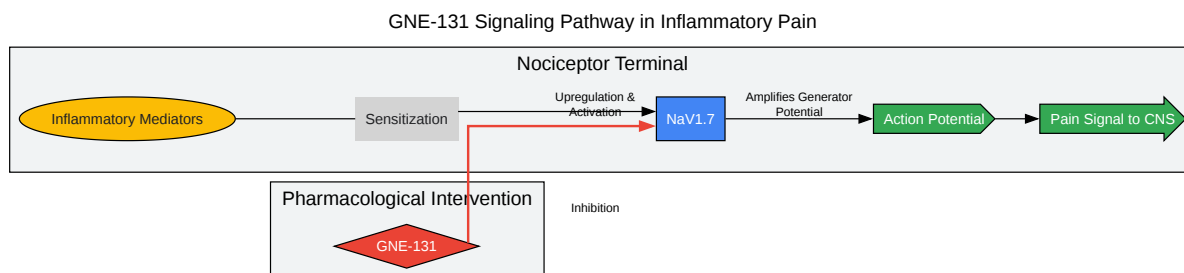 GNE-131 Signaling Pathway in Inflammatory Pain
Nociceptor Terminal
Inflammatory Mediators
Sensitization
Upregulation &
Activation
NaV1.7
Amplifies Generator
Potential
Action Potential
Pain Signal to CNS
Pharmacological Intervention
Inhibition
GNE-131